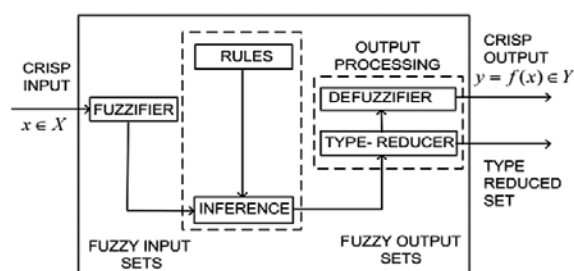 CRISP
INPUT
x ∈ X
FUZZIFIER
RULES
INFERENCE
FUZZY INPUT
SETS
OUTPUT
PROCESSING
DEFUZZIFIER
TYPE- REDUCER
FUZZY OUTPUT
SETS
CRISP
OUTPUT
y = f(x) ∈ Y
TYPE
REDUCED
SET